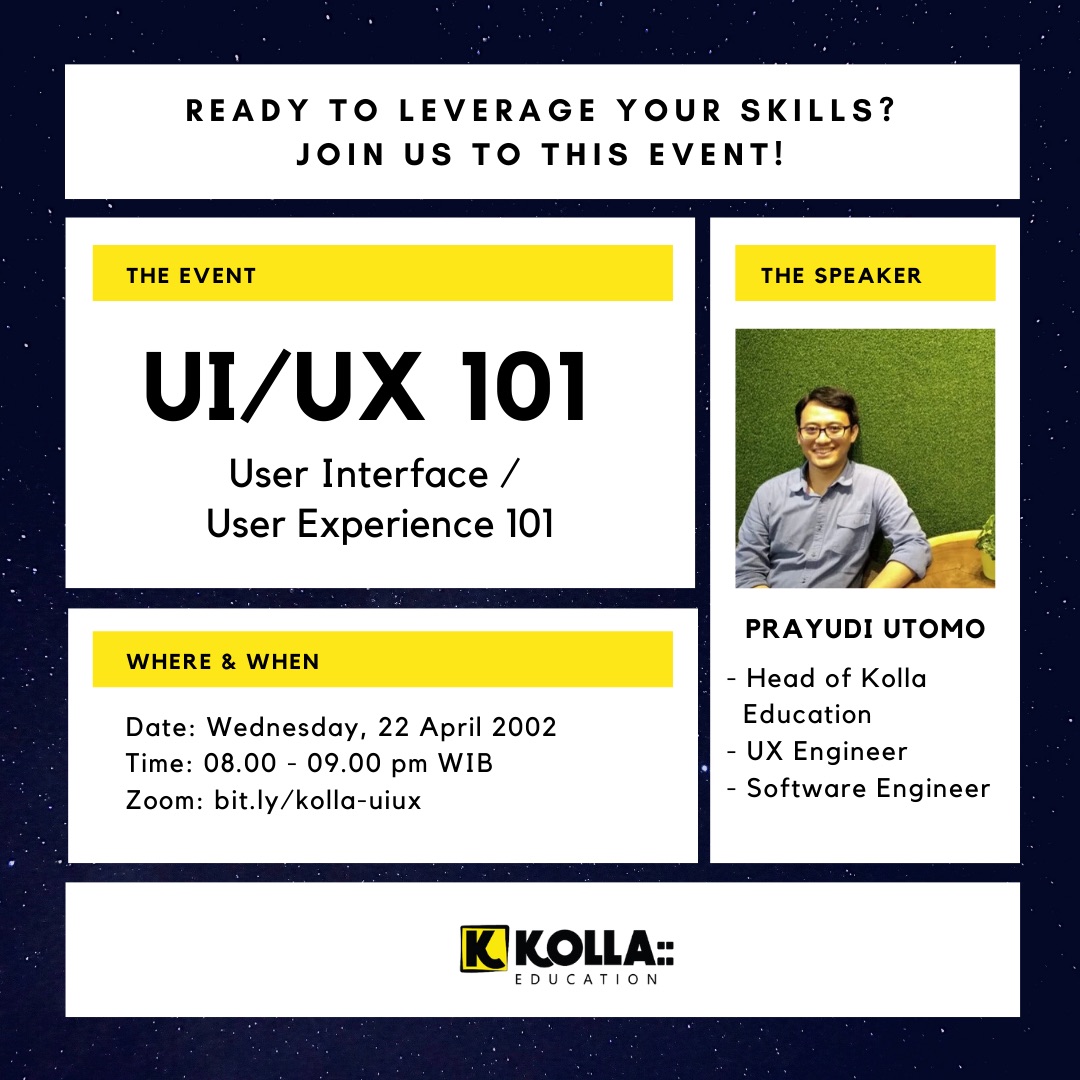 READY TO LEVERAGE YOUR SKILLS?
JOIN US TO THIS EVENT!
THE EVENT
UI/UX 101
User Interface /
User Experience 101
WHERE & WHEN
Date: Wednesday, 22 April 2002
Time: 08.00 - 09.00 pm WIB
Zoom: bit.ly/kolla-uiux
THE SPEAKER
PRAYUDI UTOMO
- Head of Kolla
Education
- UX Engineer
- Software Engineer
K KOLLA::
EDUCATION